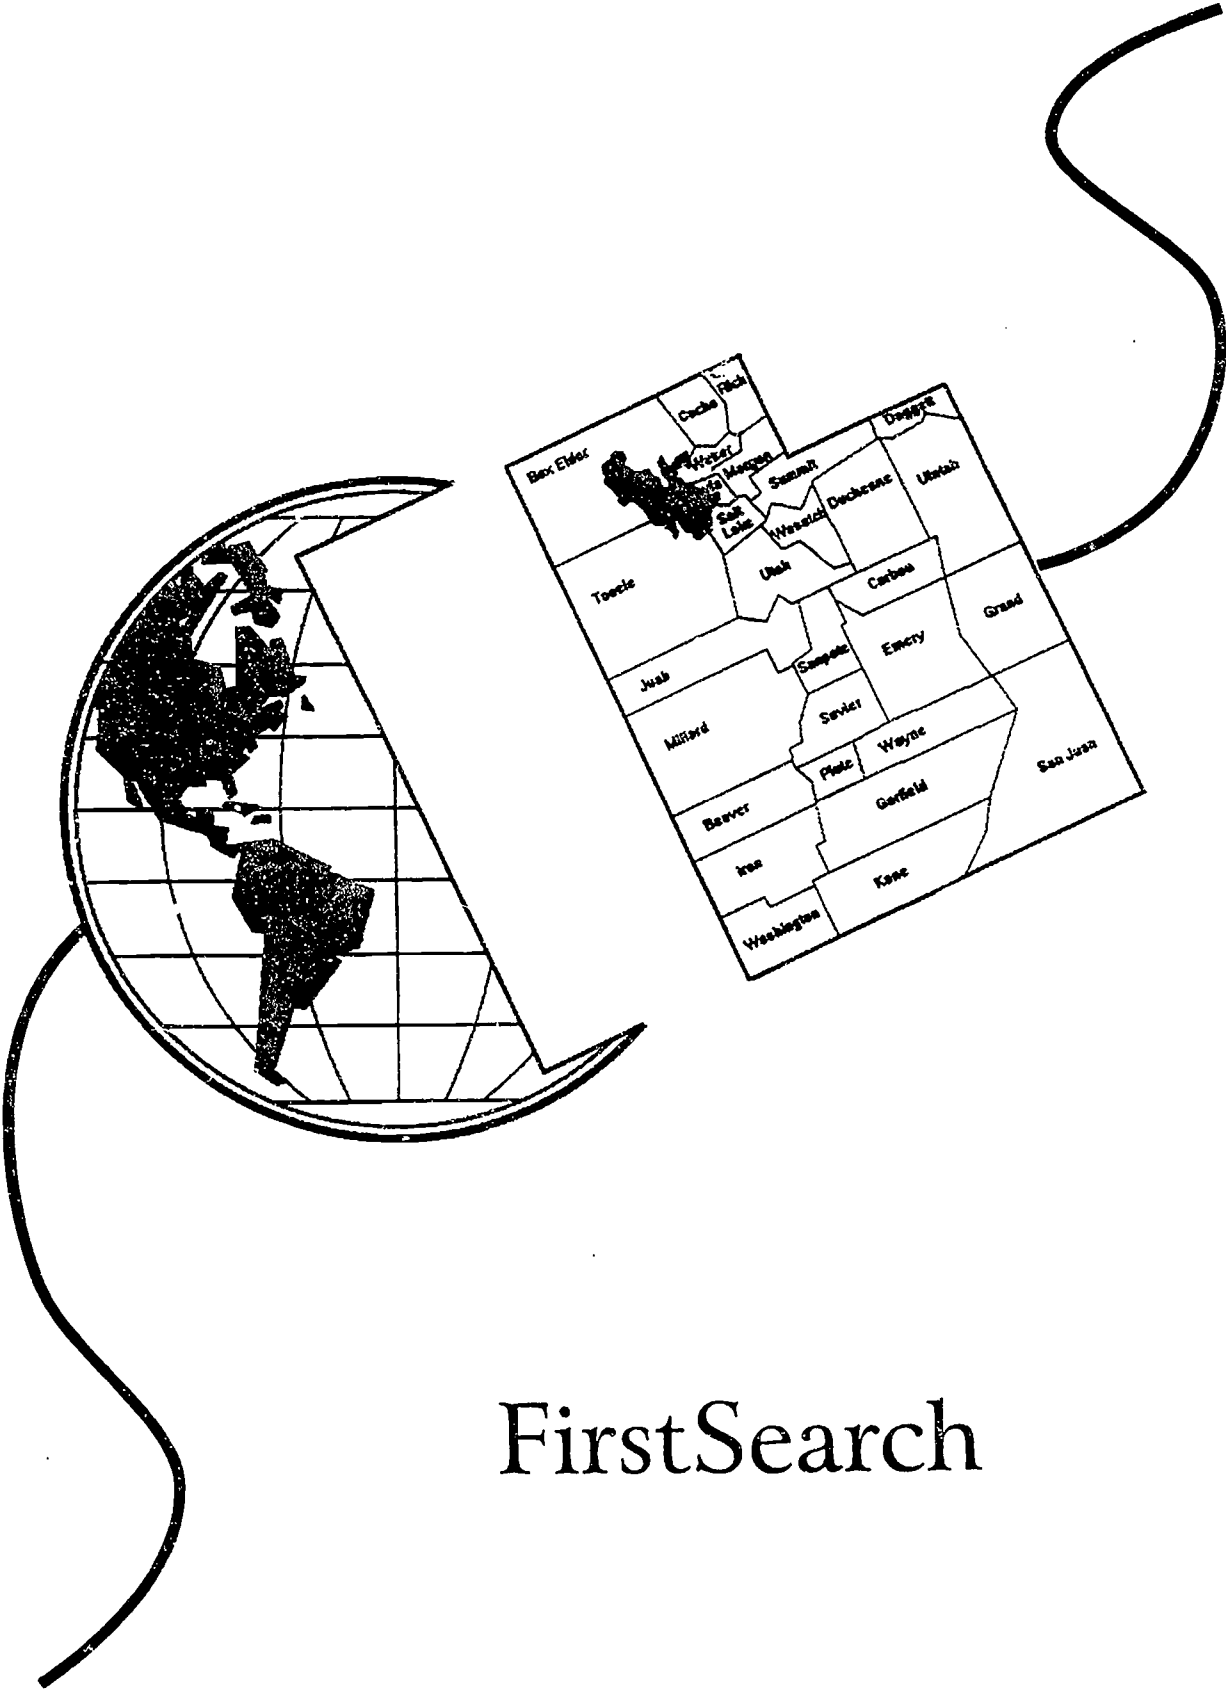 Rich
Cache
Box Elder
Weber
Morgan
Daggett
Summit
Uintah
Duchesne
Salt
Lake
Wasatch
Tooele
Utah
Carbon
Grand
Emery
Juab
Sanpete
Millard
Sevier
Wayne
Piute
San Juan
Beaver
Garfield
Iron
Kane
Washington
FirstSearch